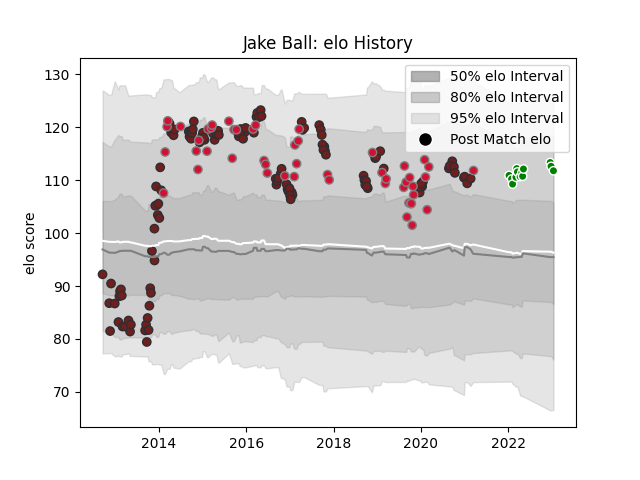 Jake Ball: elo History
50% elo Interval
80% elo Interval
95% elo Interval
Post Match elo
elo score
130
120
110
100
90
80
70
2014
2016
2018
2020
2022